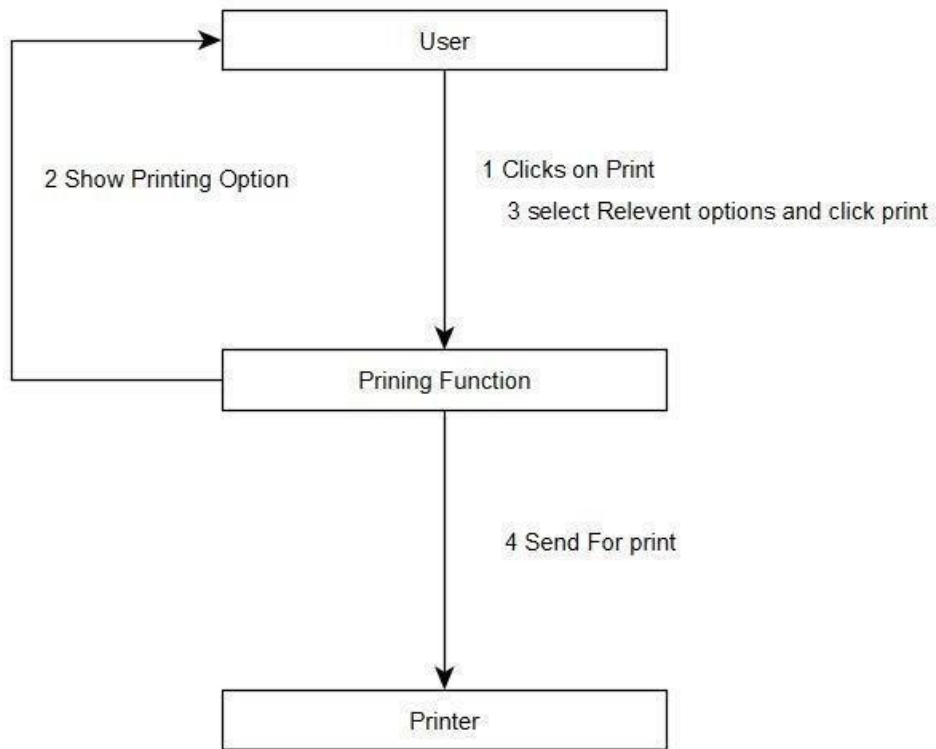 User
2 Show Printing Option
1 Clicks on Print
3 select Relevent options and click print
Prining Function
4 Send For print
Printer